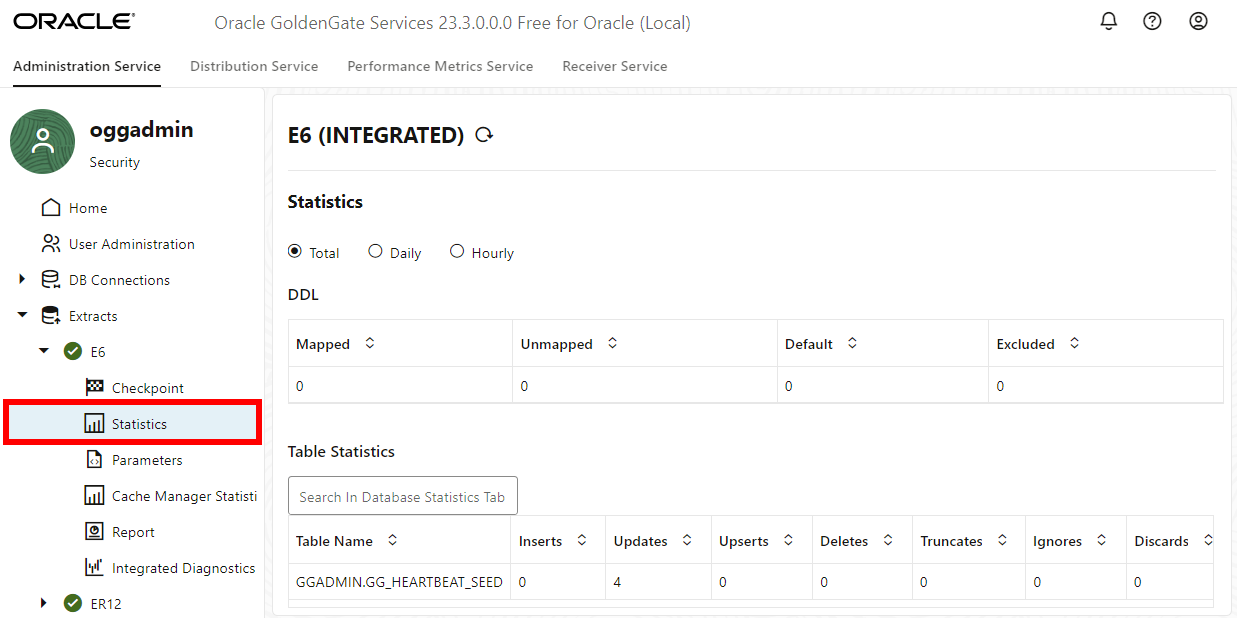 ORACLE®
Oracle GoldenGate Services 23.3.0.0.0 Free for Oracle (Local)
Administration Service Distribution Service Performance Metrics Service Receiver Service
oggadmin
Security
Home
User Administration
DB Connections
Extracts
E6
Checkpoint
Statistics
Parameters
Cache Manager Statisti
Report
Integrated Diagnostics
ER12
E6 (INTEGRATED)
Statistics
Total Daily Hourly
DDL
Mapped Unmapped Default Excluded
0 0 0 0
Table Statistics
Search In Database Statistics Tab
Table Name Inserts Updates Upserts Deletes Truncates Ignores Discards
GGADMIN.GG_HEARTBEAT_SEED 0 4 0 0 0 0 0